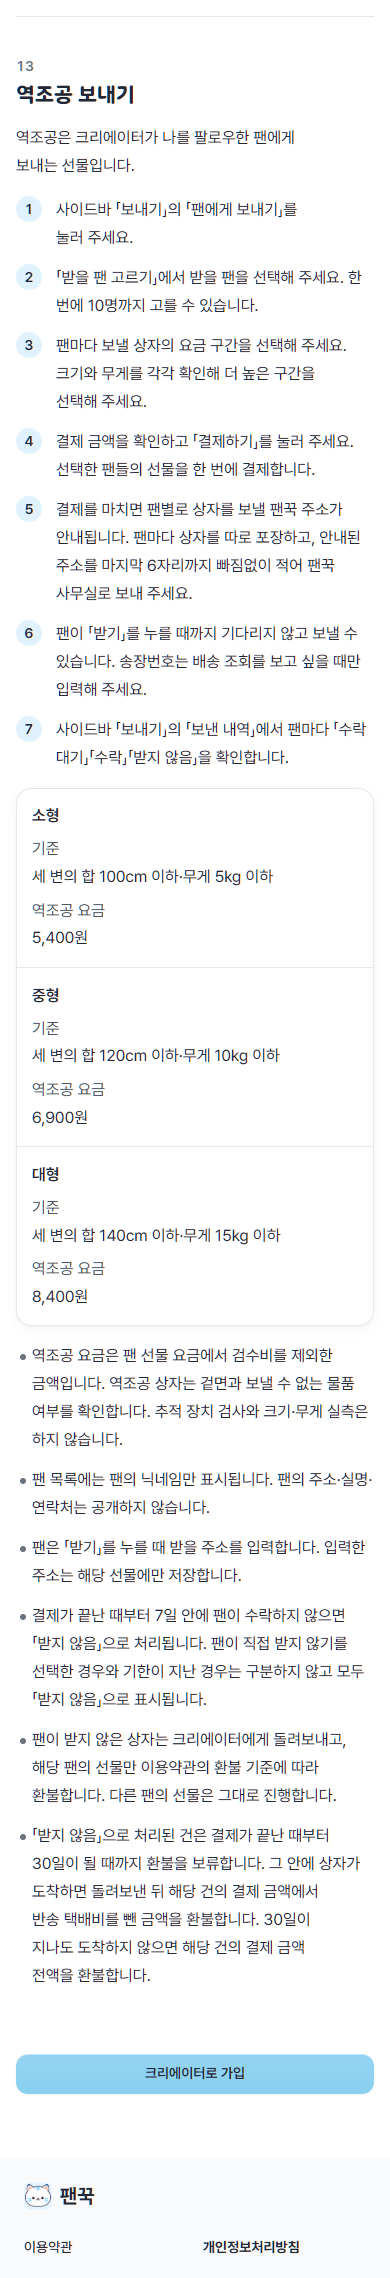 13
역조공 보내기
역조공은 크리에이터가 나를 팔로우한 팬에게
보내는 선물입니다.
1 사이드바 「보내기」의 「팬에게 보내기」를
눌러 주세요.
2 「받을 팬 고르기」에서 받을 팬을 선택해 주세요. 한
번에 10명까지 고를 수 있습니다.
3 팬마다 보낼 상자의 요금 구간을 선택해 주세요.
크기와 무게를 각각 확인해 더 높은 구간을
선택해 주세요.
4 결제 금액을 확인하고 「결제하기」를 눌러 주세요.
선택한 팬들의 선물을 한 번에 결제합니다.
5 결제를 마치면 팬별로 상자를 보낼 팬꾹 주소가
안내됩니다. 팬마다 상자를 따로 포장하고, 안내된
주소를 마지막 6자리까지 빠짐없이 적어 팬꾹
사무실로 보내 주세요.
6 팬이 「받기」를 누를 때까지 기다리지 않고 보낼 수
있습니다. 송장번호는 배송 조회를 보고 싶을 때만
입력해 주세요.
7 사이드바 「보내기」의 「보낸 내역」에서 팬마다 「수락
대기」「수락」「받지 않음」을 확인합니다.
소형
기준
세 변의 합 100cm 이하·무게 5kg 이하
역조공 요금
5,400원
중형
기준
세 변의 합 120cm 이하·무게 10kg 이하
역조공 요금
6,900원
대형
기준
세 변의 합 140cm 이하·무게 15kg 이하
역조공 요금
8,400원
• 역조공 요금은 팬 선물 요금에서 검수비를 제외한
금액입니다. 역조공 상자는 겉면과 보낼 수 없는 물품
여부를 확인합니다. 추적 장치 검사와 크기·무게 실측은
하지 않습니다.
• 팬 목록에는 팬의 닉네임만 표시됩니다. 팬의 주소·실명·
연락처는 공개하지 않습니다.
• 팬은 「받기」를 누를 때 받을 주소를 입력합니다. 입력한
주소는 해당 선물에만 저장합니다.
• 결제가 끝난 때부터 7일 안에 팬이 수락하지 않으면
「받지 않음」으로 처리됩니다. 팬이 직접 받지 않기를
선택한 경우와 기한이 지난 경우는 구분하지 않고 모두
「받지 않음」으로 표시됩니다.
• 팬이 받지 않은 상자는 크리에이터에게 돌려보내고,
해당 팬의 선물만 이용약관의 환불 기준에 따라
환불합니다. 다른 팬의 선물은 그대로 진행합니다.
• 「받지 않음」으로 처리된 건은 결제가 끝난 때부터
30일이 될 때까지 환불을 보류합니다. 그 안에 상자가
도착하면 돌려보낸 뒤 해당 건의 결제 금액에서
반송 택배비를 뺀 금액을 환불합니다. 30일이
지나도 도착하지 않으면 해당 건의 결제 금액
전액을 환불합니다.
크리에이터로 가입
팬꾹
이용약관 개인정보처리방침